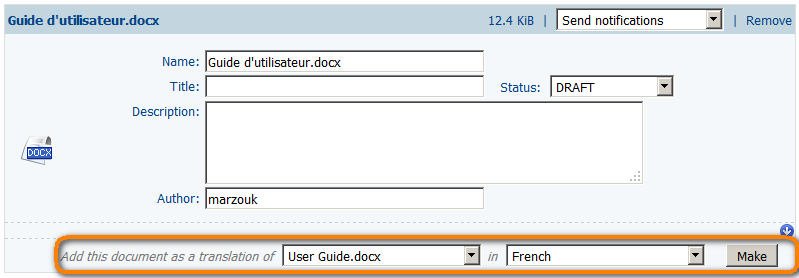 Guide d'utilisateur.docx 12.4 KiB | Send notifications | Remove
Name: Guide d'utilisateur.docx
Title: Status: DRAFT
Description:
DOCX
Author: marzouk
Add this document as a translation of User Guide.docx in French Make